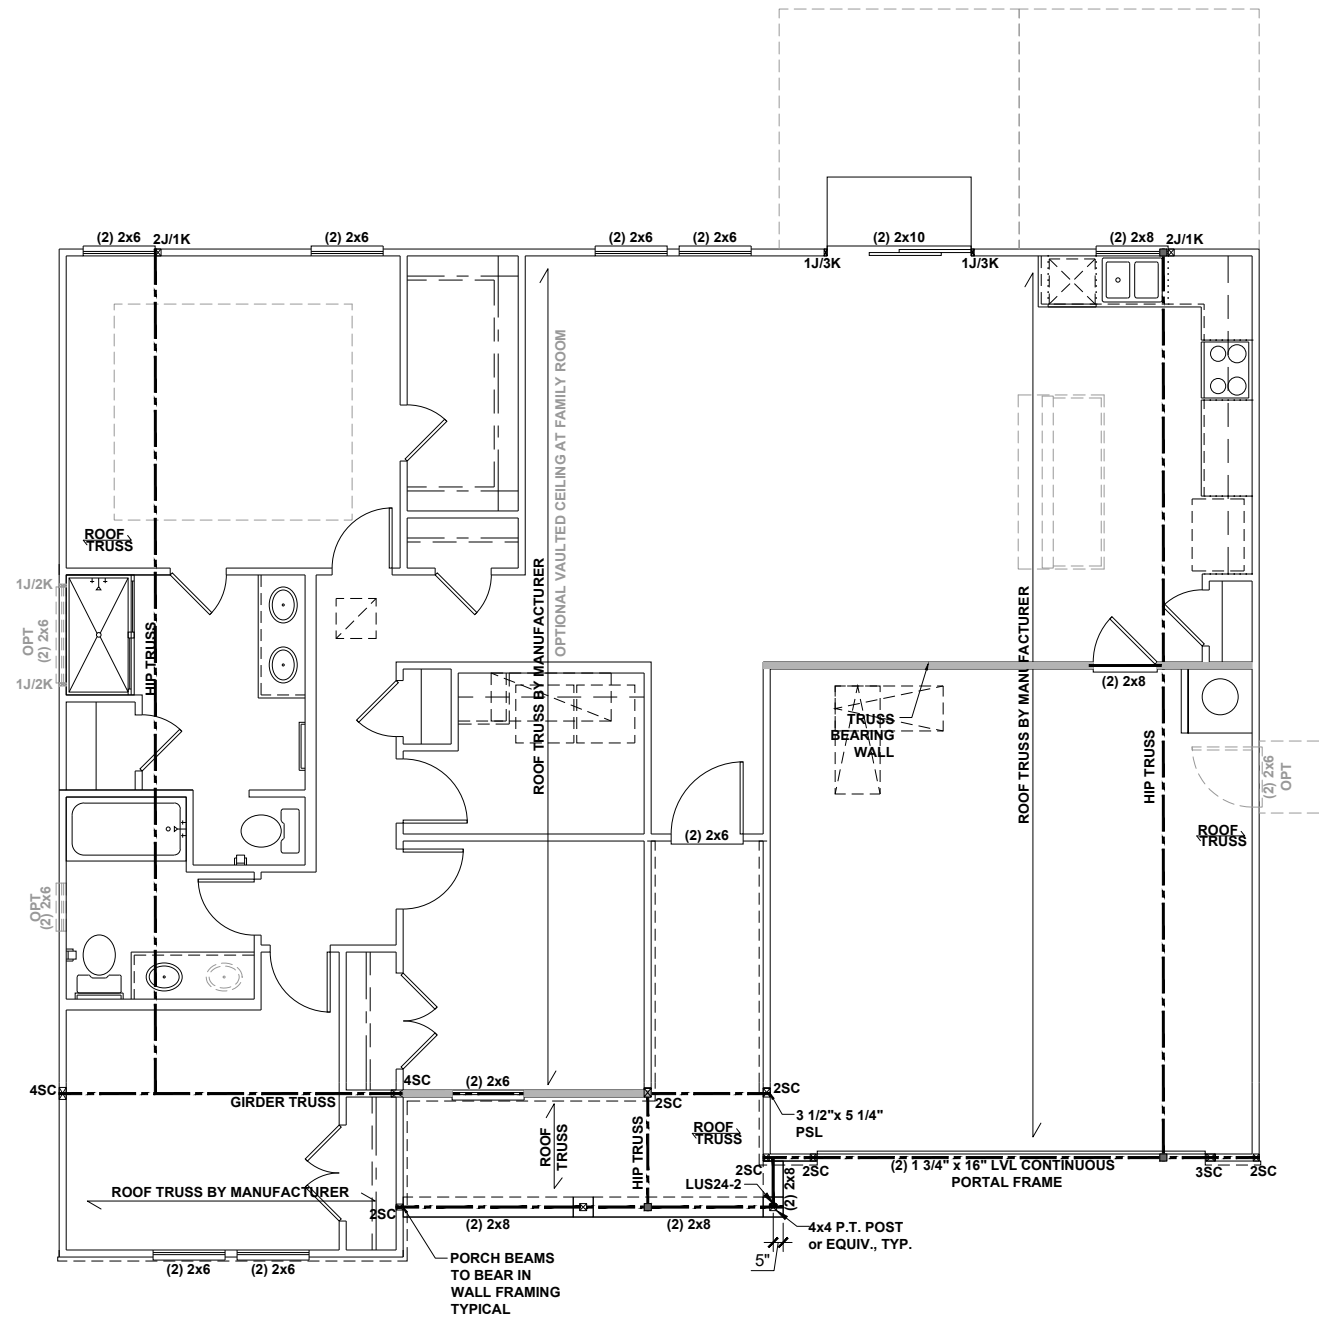 (2) 2x6
2J/1K
(2) 2x6
(2) 2x6
(2) 2x6
(2) 2x10
(2) 2x8
2J/1K
1J/3K
1J/3K
OPTIONAL VAULTED CEILING AT FAMILY ROOM
ROOF
TRUSS
ROOF TRUSS BY MANUFACTURER
ROOF TRUSS BY MANUFACTURER
1J/2K
OPT
(2) 2x6
1J/2K
HIP TRUSS
(2) 2x8
TRUSS
BEARING
WALL
HIP TRUSS
(2) 2x6
OPT
(2) 2x6
ROOF
TRUSS
OPT
(2) 2x6
4SC
GIRDER TRUSS
4SC
(2) 2x6
2SC
2SC
3 1/2"x 5 1/4"
PSL
ROOF
TRUSS
HIP TRUSS
ROOF
TRUSS
2SC
2SC
(2) 1 3/4" x 16" LVL CONTINUOUS
PORTAL FRAME
3SC
2SC
LUS24-2
(2) 2x8
ROOF TRUSS BY MANUFACTURER
2SC
(2) 2x8
(2) 2x8
4x4 P.T. POST
or EQUIV., TYP.
5"
PORCH BEAMS
TO BEAR IN
WALL FRAMING
TYPICAL
(2) 2x6
(2) 2x6